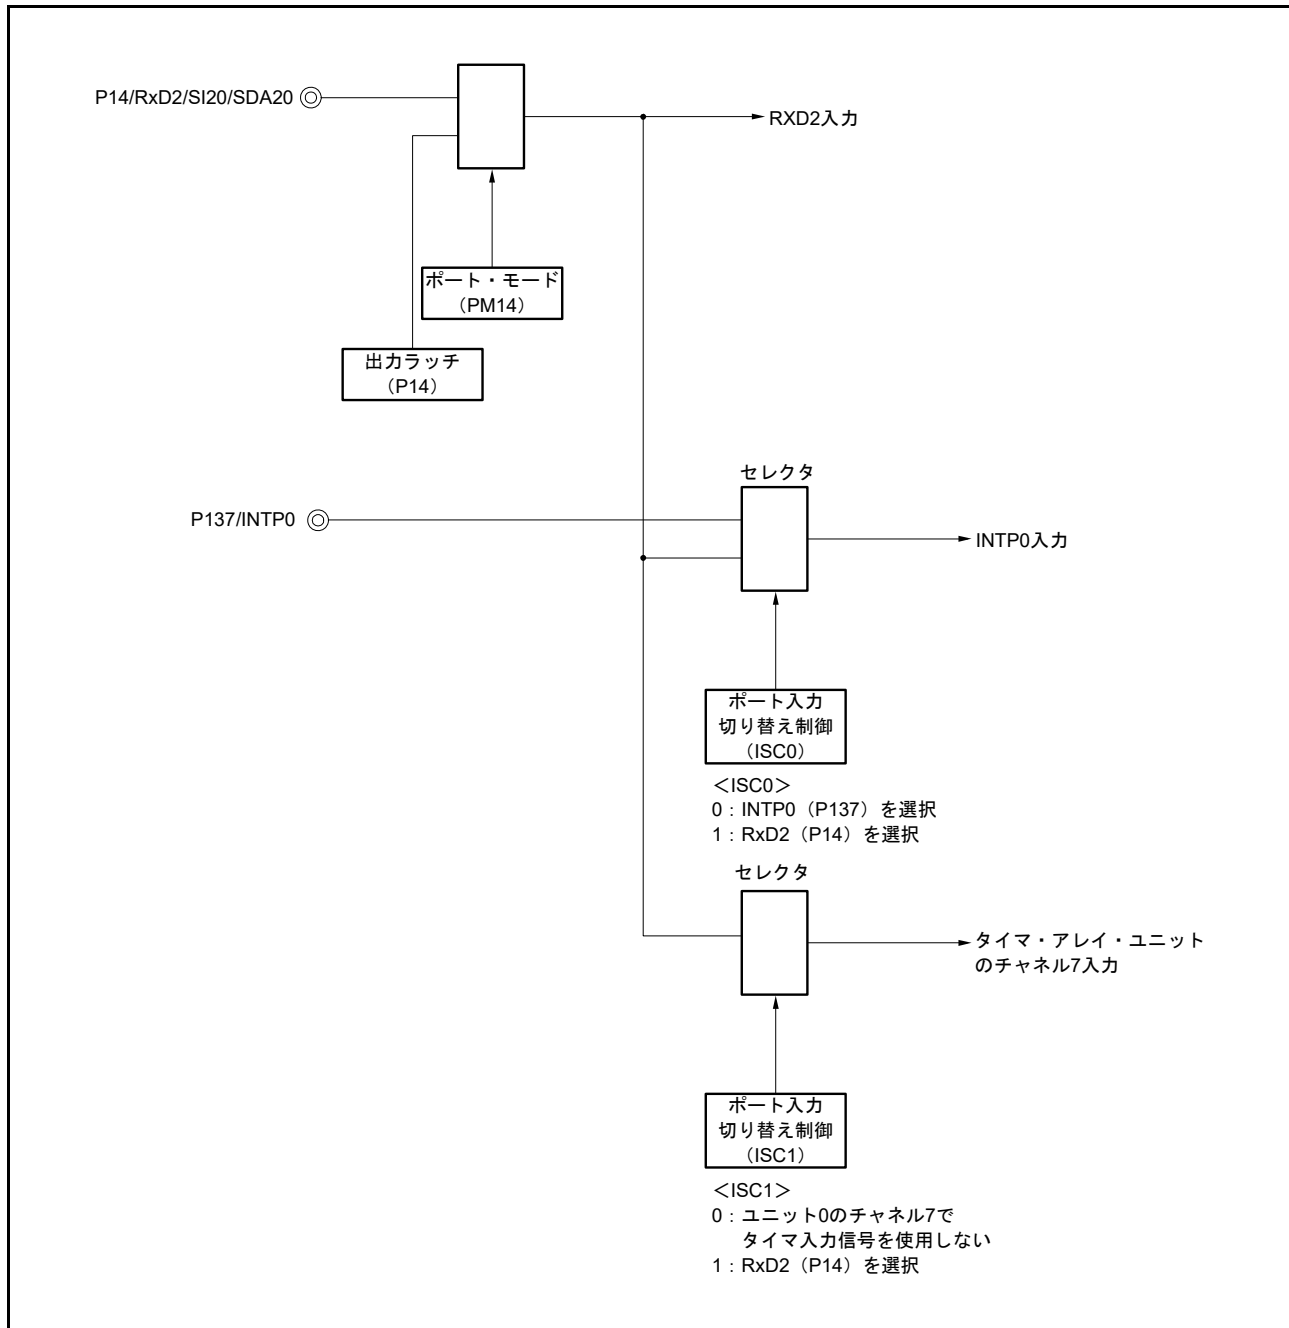 P14/RxD2/SI20/SDA20
RXD2入力
ポート・モード
（PM14）
出力ラッチ
（P14）
セレクタ
P137/INTP0
INTP0入力
ポート入力
切り替え制御
（ISC0）
＜ISC0＞
0：INTP0（P137）を選択
1：RxD2（P14）を選択
セレクタ
タイマ・アレイ・ユニット
のチャネル7入力
ポート入力
切り替え制御
（ISC1）
＜ISC1＞
0：ユニット0のチャネル7で
タイマ入力信号を使用しない
1：RxD2（P14）を選択